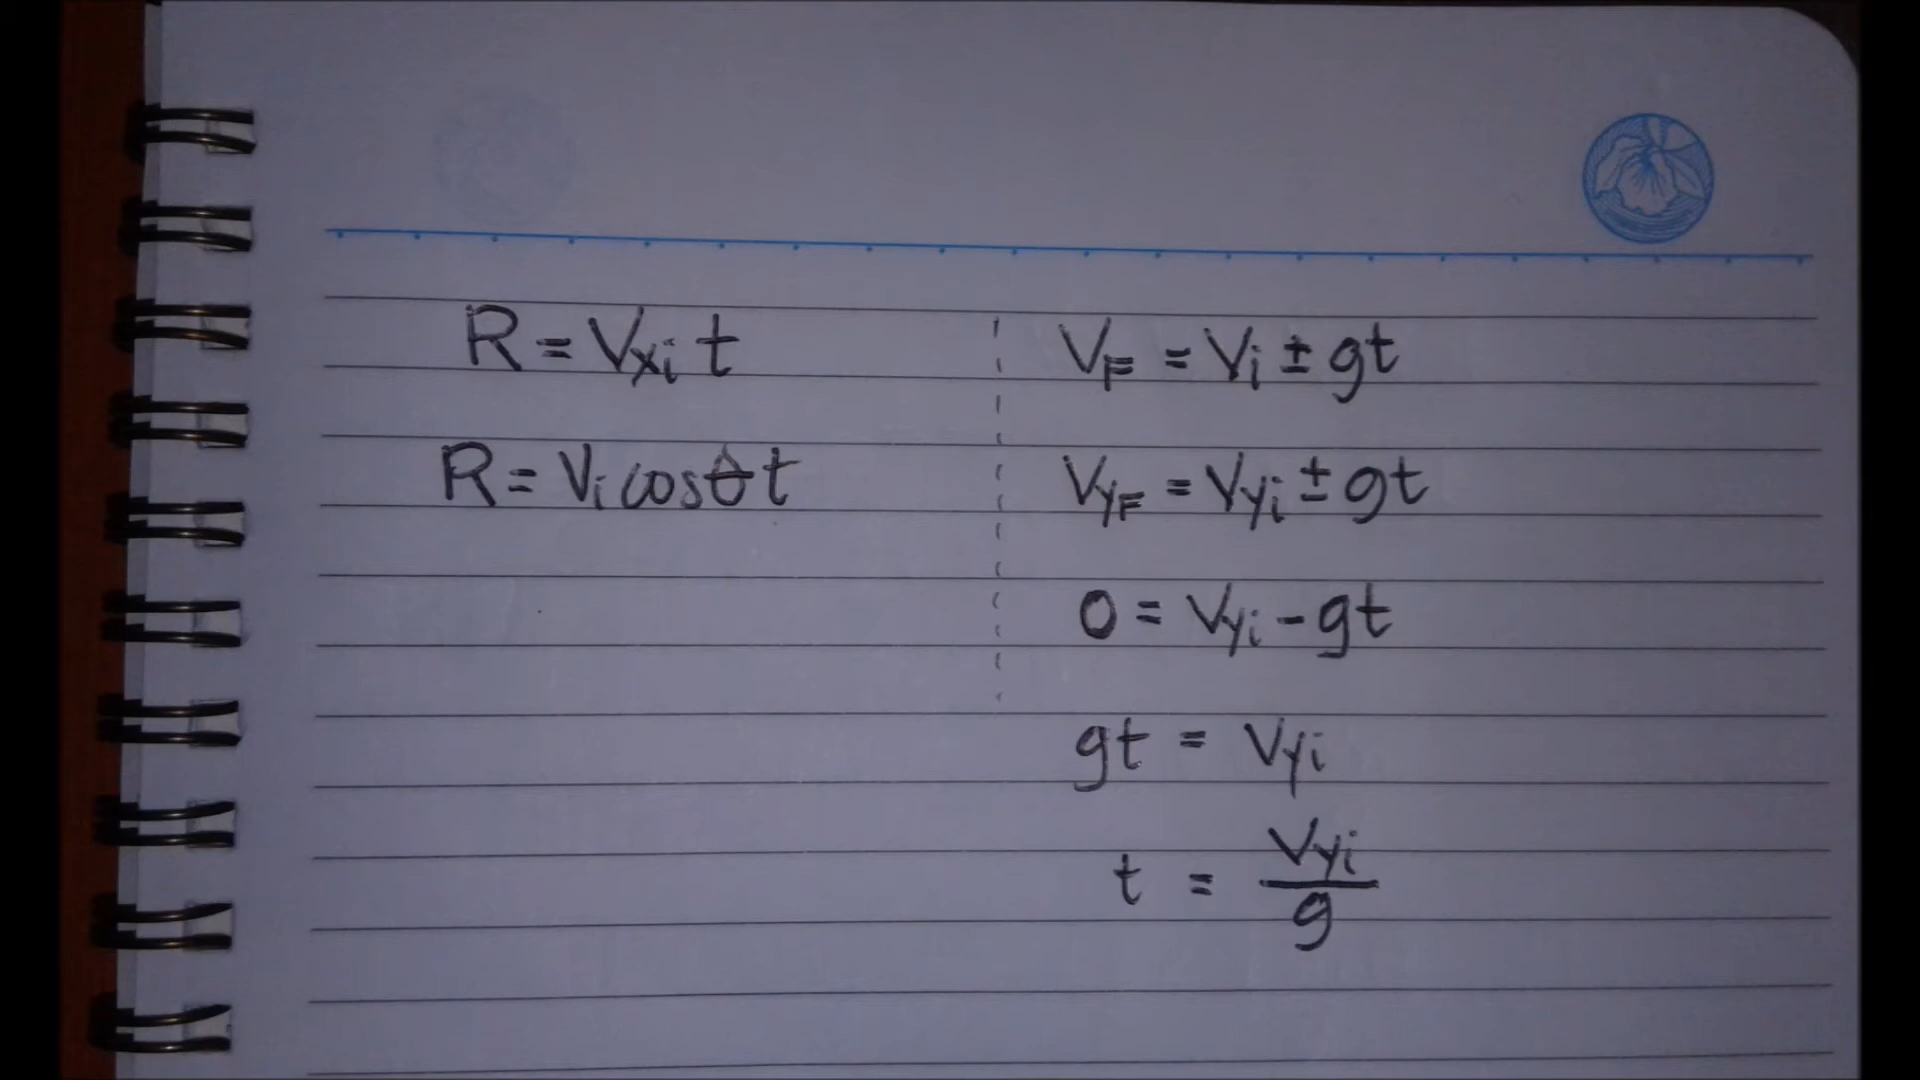 R = Vxi t
R = Vi cosθ t
VF = Vi ± gt
VyF = Vyi ± gt
0 = Vyi - gt
gt = Vyi
t = Vyi/g